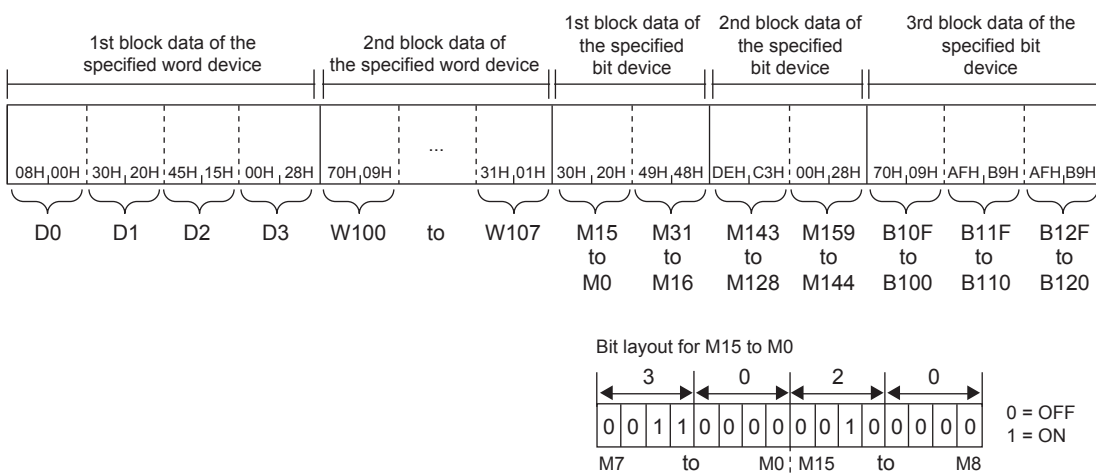 1st block data of the
specified word device
2nd block data of
the specified word device
1st block data of
the specified
bit device
2nd block data of
the specified
bit device
3rd block data of the
specified bit
device
...
08H 00H 30H 20H 45H 15H 00H 28H 70H 09H 31H 01H 30H 20H 49H 48H DEH C3H 00H 28H 70H 09H AFH B9H AFH B9H
D0 D1 D2 D3 W100 to W107 M15 M31 M143 M159 B10F B11F B12F
to to to to to to to
M0 M16 M128 M144 B100 B110 B120
Bit layout for M15 to M0
3 0 2 0
0 0 1 1 0 0 0 0 0 0 1 0 0 0 0 0
0 = OFF
1 = ON
M7 to M0 M15 to M8